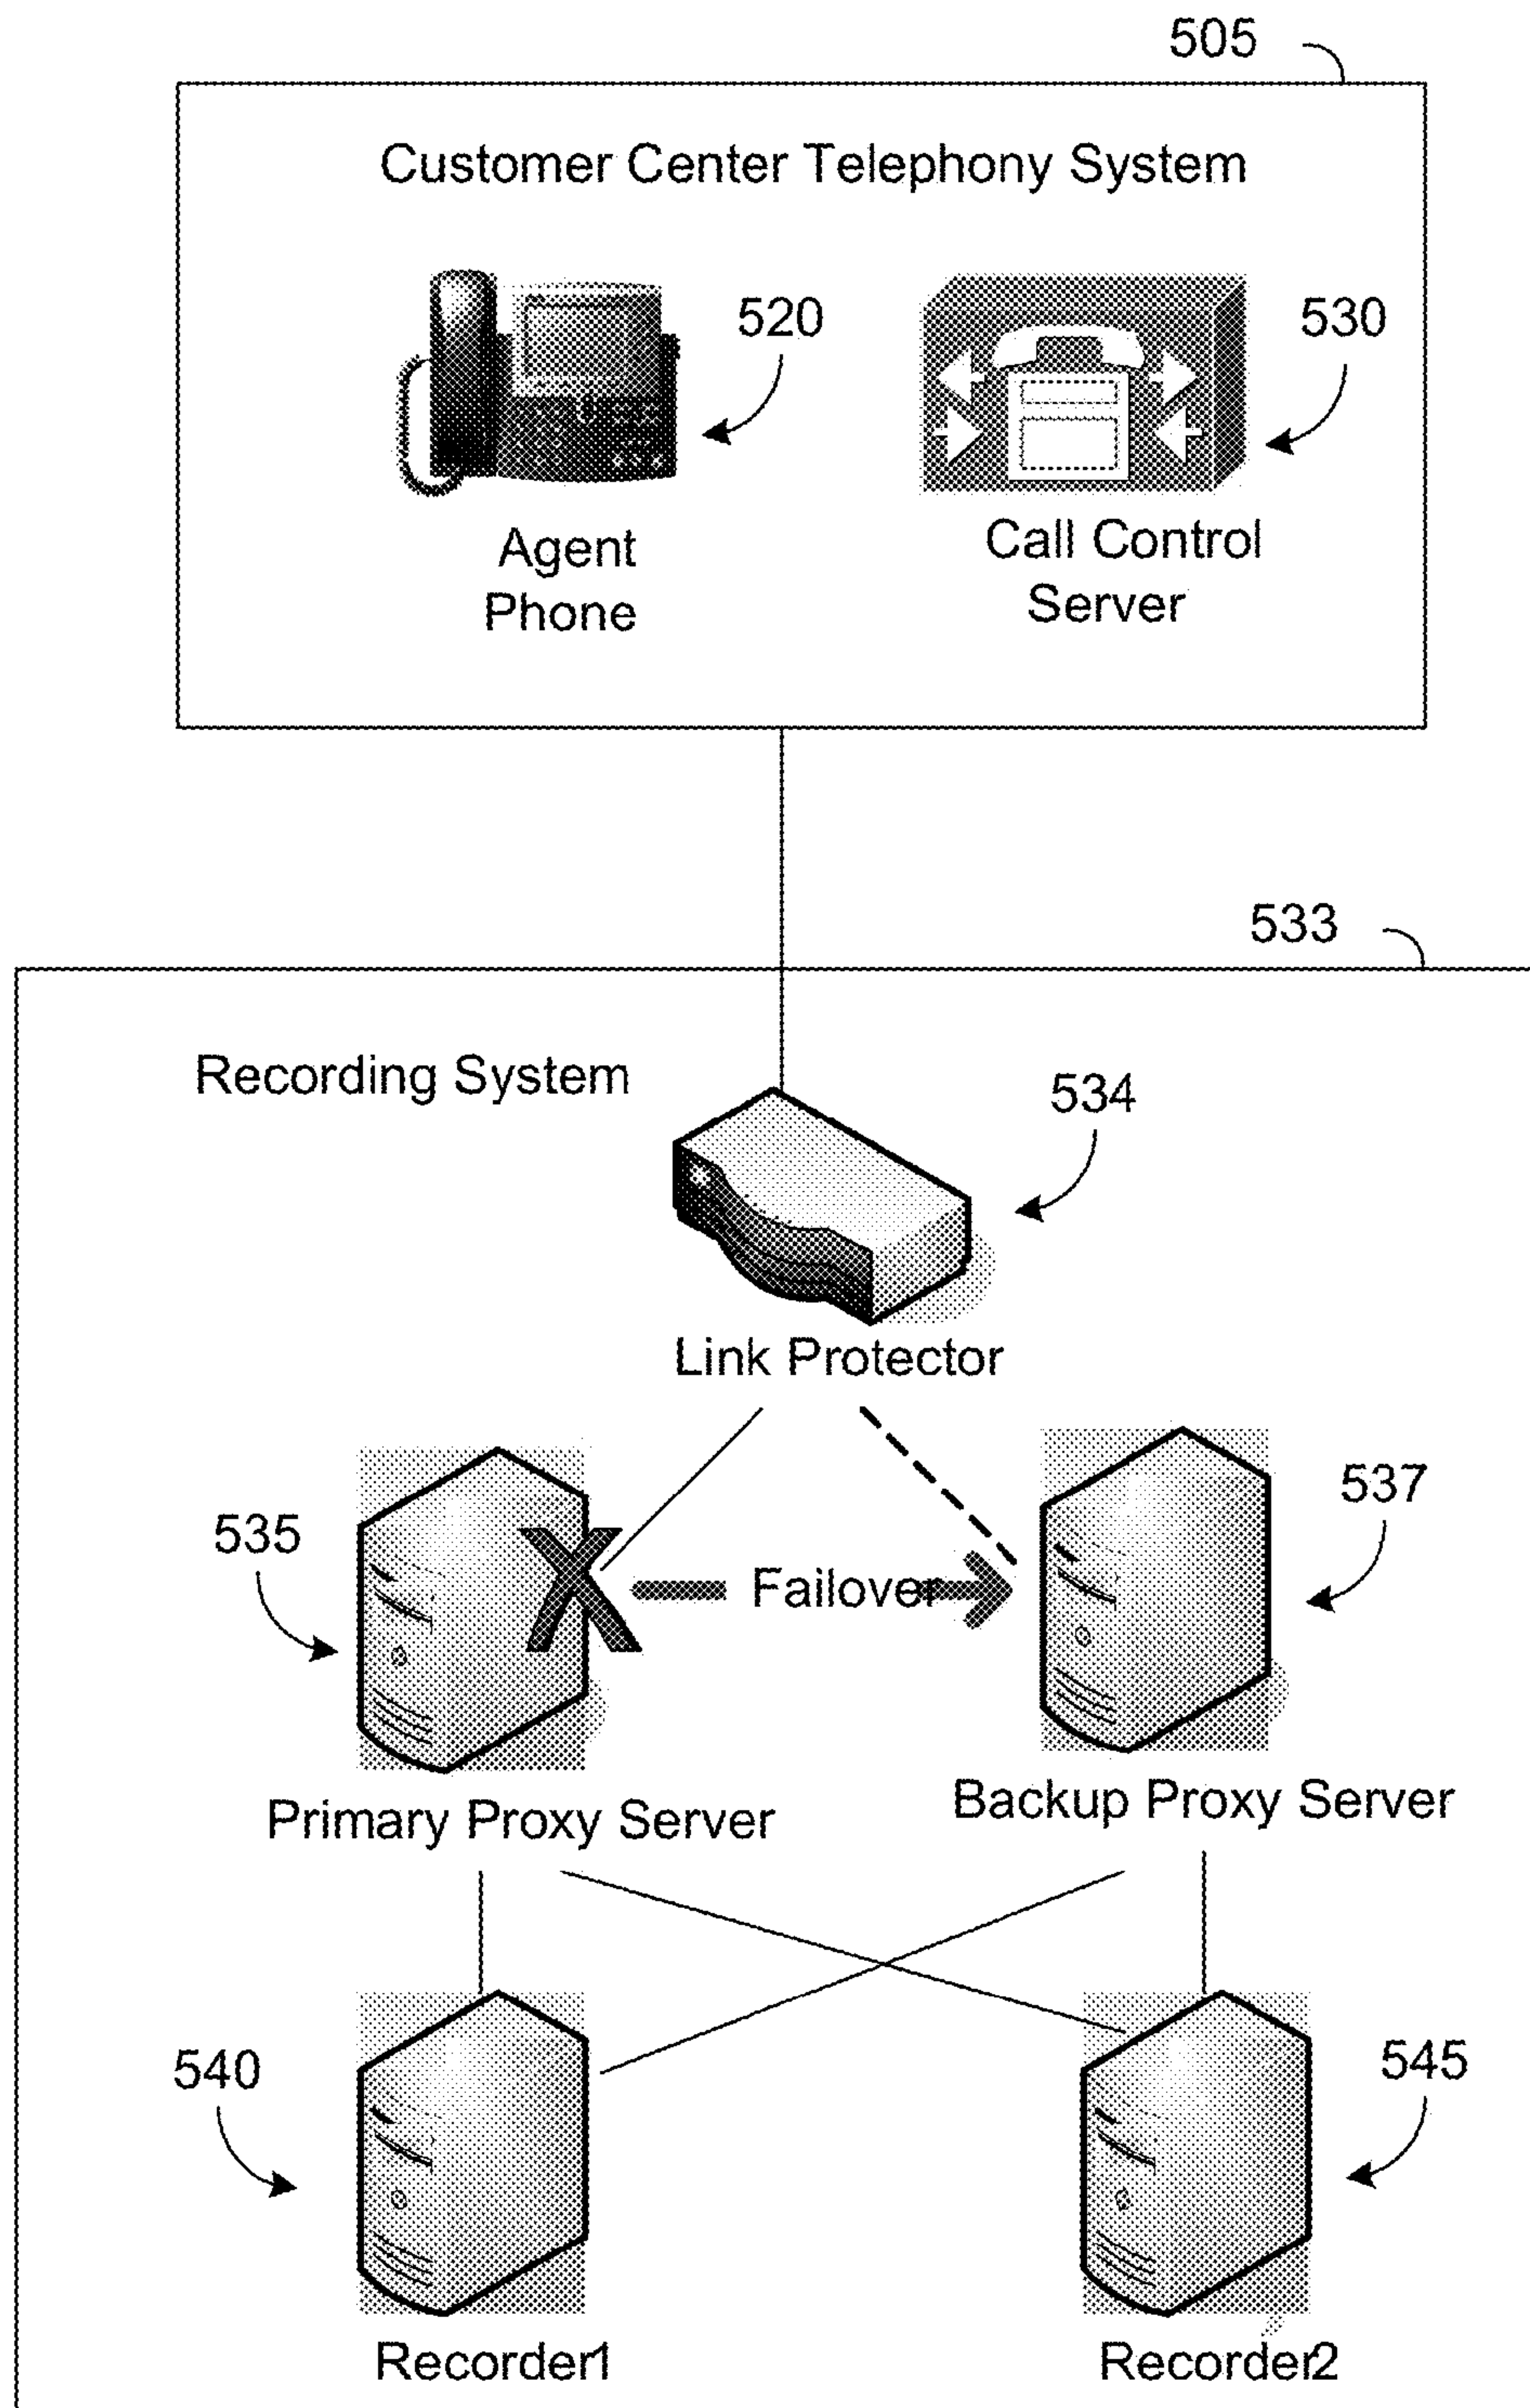 505
Customer Center Telephony System
520
530
Agent
Phone
Call Control
Server
533
Recording System
534
Link Protector
535
X
Failover
537
Primary Proxy Server
Backup Proxy Server
540
545
Recorder1
Recorder2